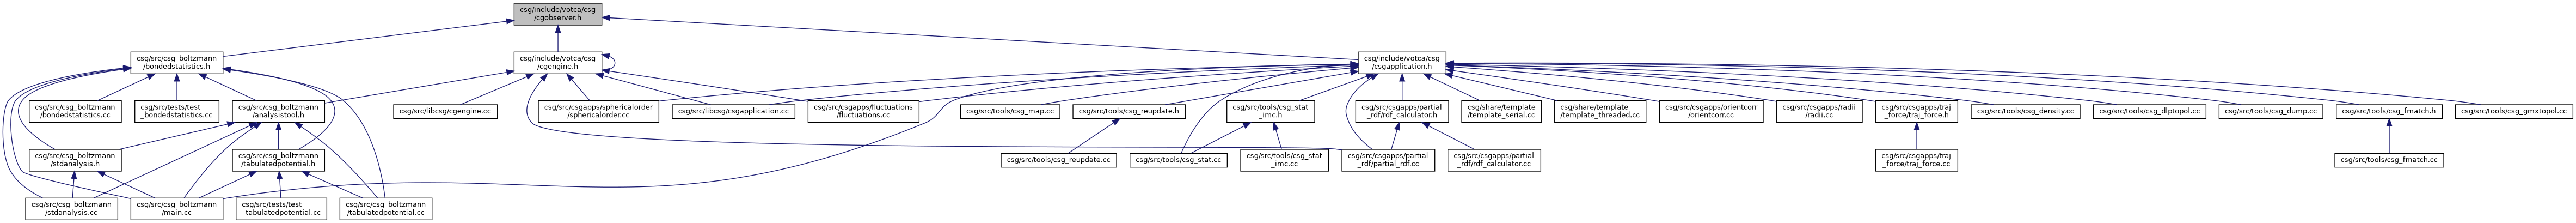 csg/include/votca/csg
/cgobserver.h
csg/src/csg_boltzmann
/bondedstatistics.h
csg/include/votca/csg
/cgengine.h
csg/include/votca/csg
/csgapplication.h
csg/src/csg_boltzmann
/bondedstatistics.cc
csg/src/tests/test
_bondedstatistics.cc
csg/src/csg_boltzmann
/analysistool.h
csg/src/libcsg/cgengine.cc
csg/src/csgapps/sphericalorder
/sphericalorder.cc
csg/src/libcsg/csgapplication.cc
csg/src/csgapps/fluctuations
/fluctuations.cc
csg/src/tools/csg_map.cc
csg/src/tools/csg_reupdate.h
csg/src/tools/csg_stat
_imc.h
csg/src/csgapps/partial
_rdf/rdf_calculator.h
csg/share/template
/template_serial.cc
csg/share/template
/template_threaded.cc
csg/src/csgapps/orientcorr
/orientcorr.cc
csg/src/csgapps/radii
/radii.cc
csg/src/csgapps/traj
_force/traj_force.h
csg/src/tools/csg_density.cc
csg/src/tools/csg_dlptopol.cc
csg/src/tools/csg_dump.cc
csg/src/tools/csg_fmatch.h
csg/src/tools/csg_gmxtopol.cc
csg/src/csg_boltzmann
/stdanalysis.h
csg/src/csg_boltzmann
/tabulatedpotential.h
csg/src/tools/csg_reupdate.cc
csg/src/tools/csg_stat.cc
csg/src/tools/csg_stat
_imc.cc
csg/src/csgapps/partial
_rdf/partial_rdf.cc
csg/src/csgapps/partial
_rdf/rdf_calculator.cc
csg/src/csgapps/traj
_force/traj_force.cc
csg/src/tools/csg_fmatch.cc
csg/src/csg_boltzmann
/stdanalysis.cc
csg/src/csg_boltzmann
/main.cc
csg/src/tests/test
_tabulatedpotential.cc
csg/src/csg_boltzmann
/tabulatedpotential.cc